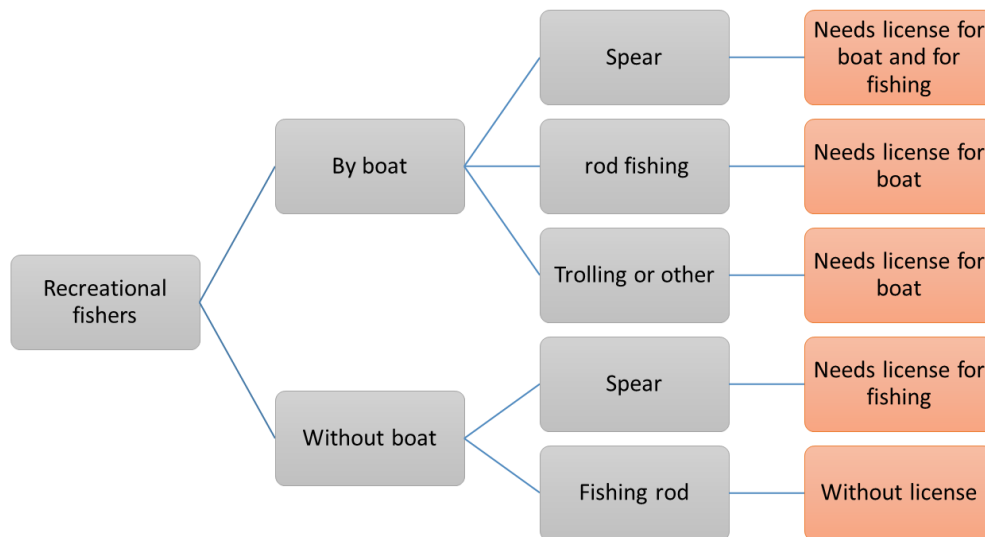 Recreational
fishers
By boat
Spear
Needs license for
boat and for
fishing
rod fishing
Needs license for
boat
Trolling or other
Needs license for
boat
Without boat
Spear
Needs license for
fishing
Fishing rod
Without license